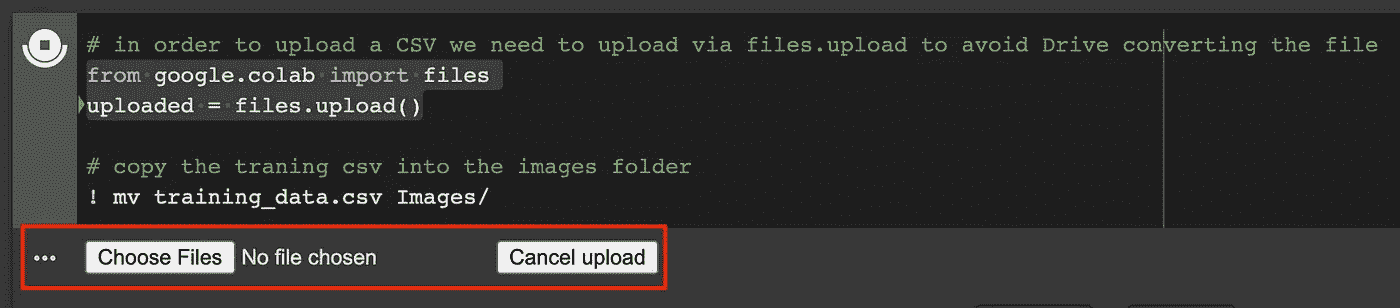 # in order to upload a CSV we need to upload via files.upload to avoid Drive converting the file
from google.colab import files
uploaded = files.upload()
# copy the traning csv into the images folder
! mv training_data.csv Images/
Choose Files No file chosen Cancel upload